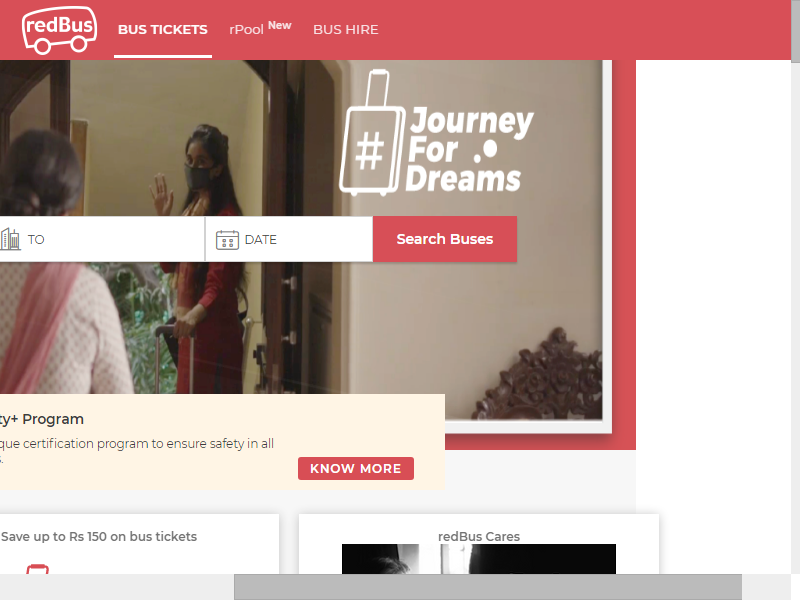 redBus
BUS TICKETS
rPool New
BUS HIRE
# Journey
For
Dreams
TO
DATE
Search Buses
ty+ Program
que certification program to ensure safety in all
s.
KNOW MORE
Save up to Rs 150 on bus tickets
redBus Cares